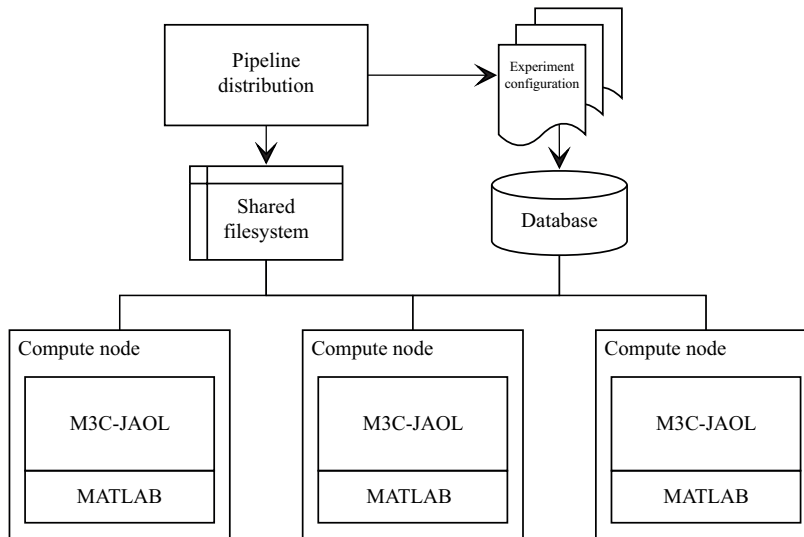 Pipeline
distribution
Experiment
configuration
Shared
filesystem
Database
Compute node
M3C-JAOL
MATLAB
Compute node
M3C-JAOL
MATLAB
Compute node
M3C-JAOL
MATLAB